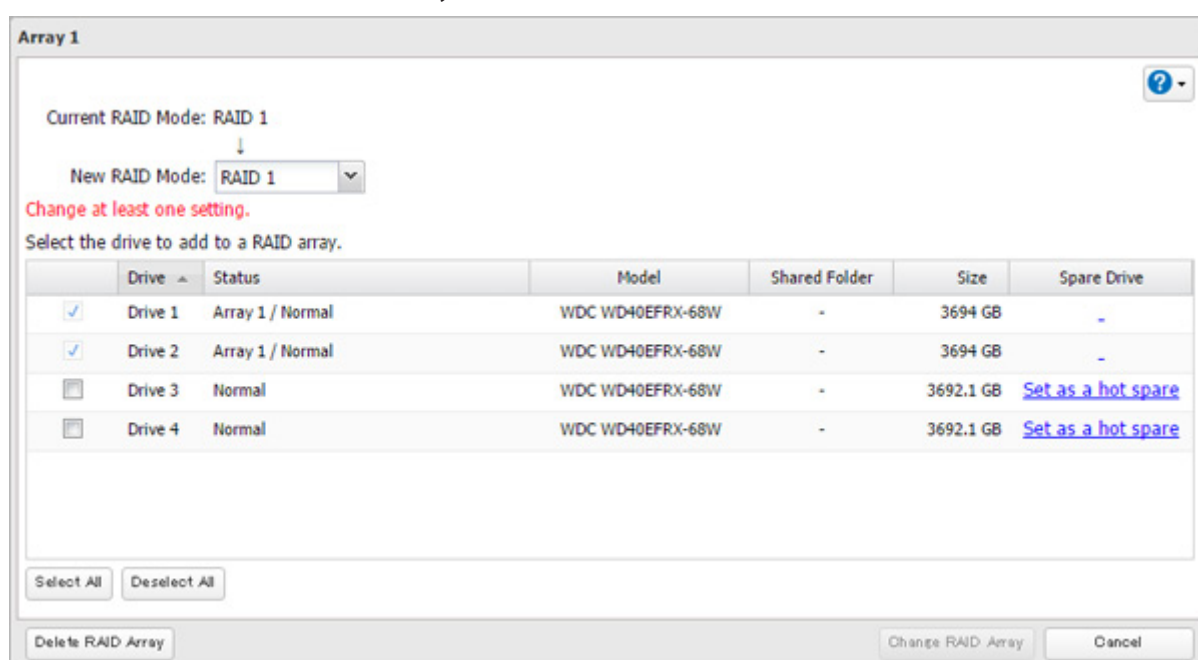 Array 1
Current RAID Mode: RAID 1
↓
New RAID Mode: RAID 1
Change at least one setting.
Select the drive to add to a RAID array.
Drive Status Model Shared Folder Size Spare Drive
Drive 1 Array 1 / Normal WDC WD40EFRX-68W - 3694 GB -
Drive 2 Array 1 / Normal WDC WD40EFRX-68W - 3694 GB -
Drive 3 Normal WDC WD40EFRX-68W - 3692.1 GB Set as a hot spare
Drive 4 Normal WDC WD40EFRX-68W - 3692.1 GB Set as a hot spare
Select All Deselect All
Delete RAID Array Change RAID Array Cancel